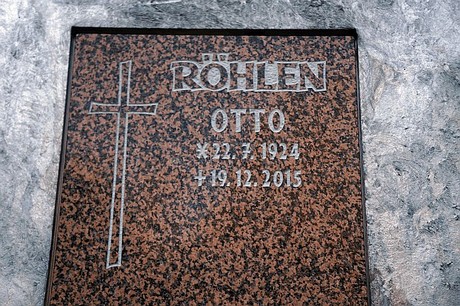 RÖHLEN
OTTO
* 22. 7. 1924
+ 19. 12. 2015